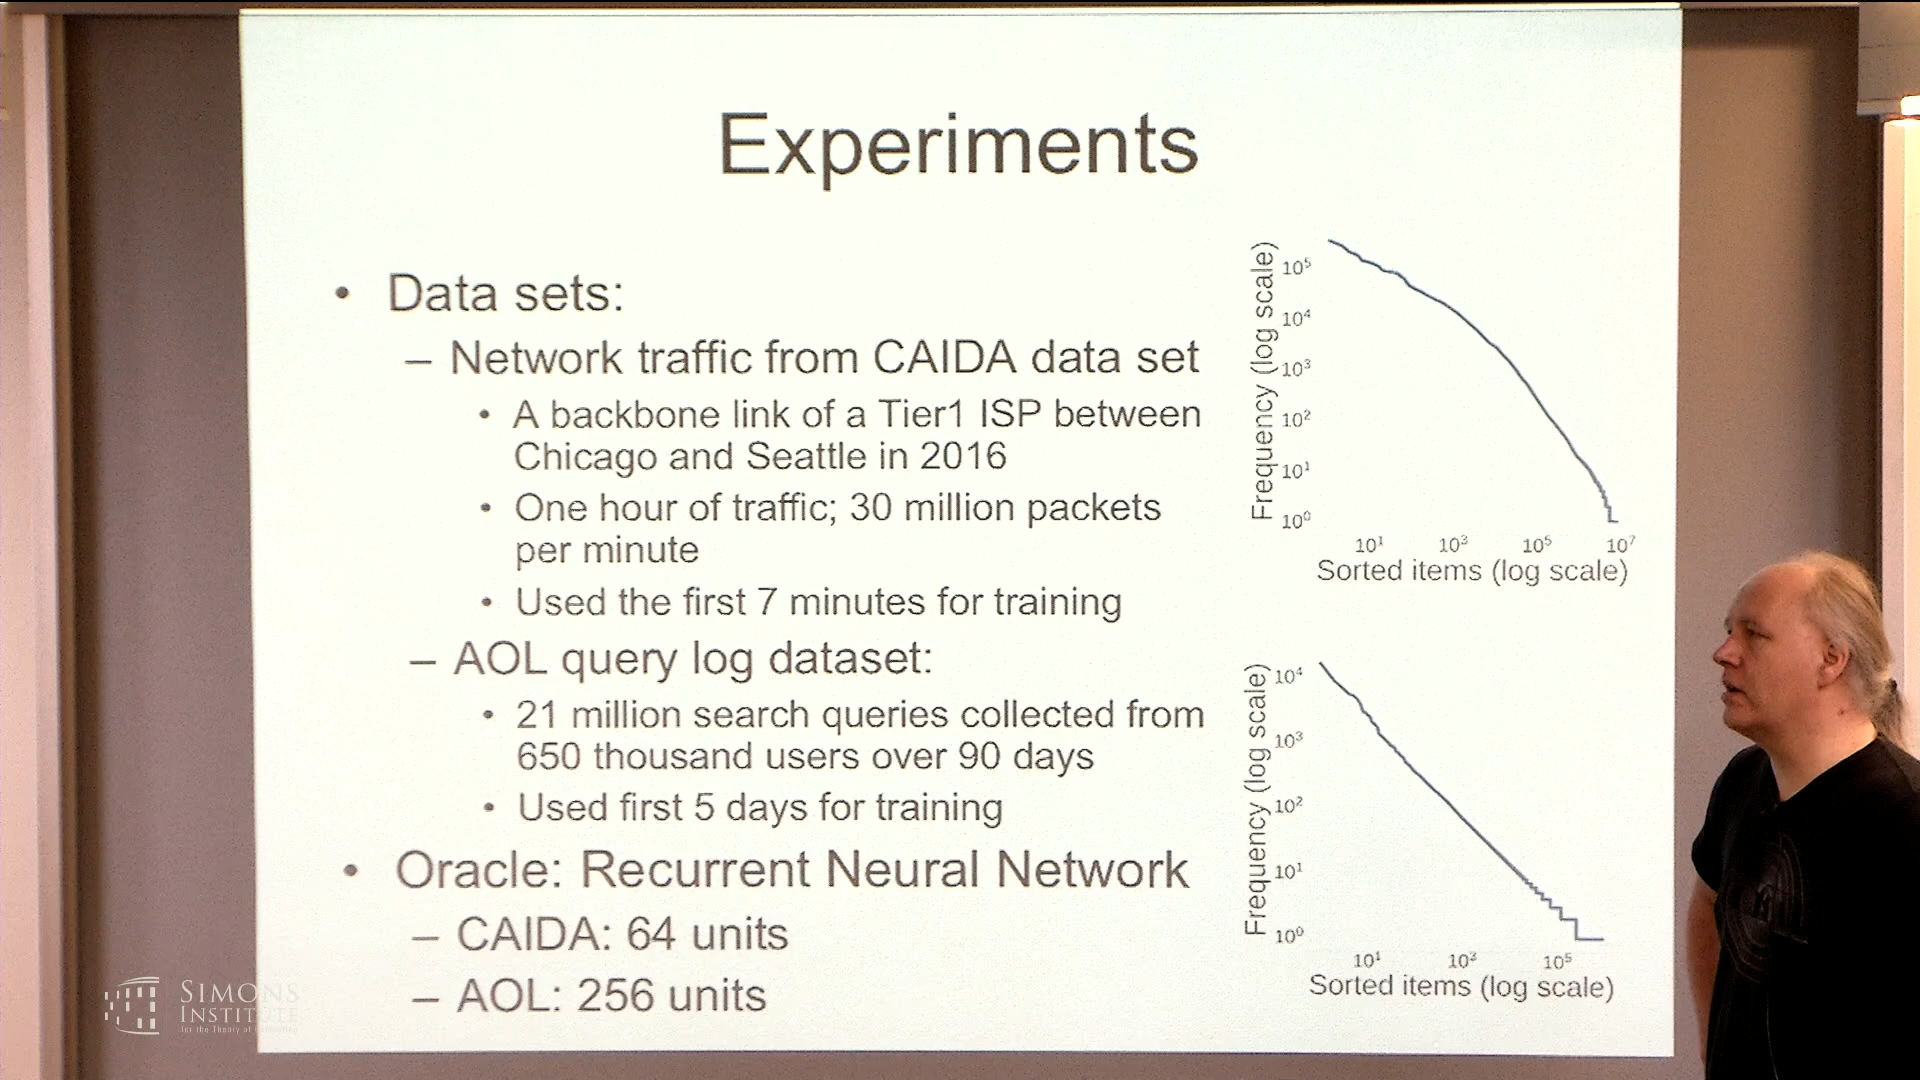 Experiments
• Data sets:
– Network traffic from CAIDA data set
• A backbone link of a Tier1 ISP between
Chicago and Seattle in 2016
• One hour of traffic; 30 million packets
per minute
• Used the first 7 minutes for training
– AOL query log dataset:
• 21 million search queries collected from
650 thousand users over 90 days
• Used first 5 days for training
• Oracle: Recurrent Neural Network
– CAIDA: 64 units
– AOL: 256 units
Frequency (log scale)
10⁵
10⁴
10³
10²
10¹
10⁰
10¹ 10³ 10⁵ 10⁷
Sorted items (log scale)
Frequency (log scale)
10⁴
10³
10²
10¹
10⁰
10¹ 10³ 10⁵
Sorted items (log scale)
SIMONS
INSTITUTE
for the Theory of